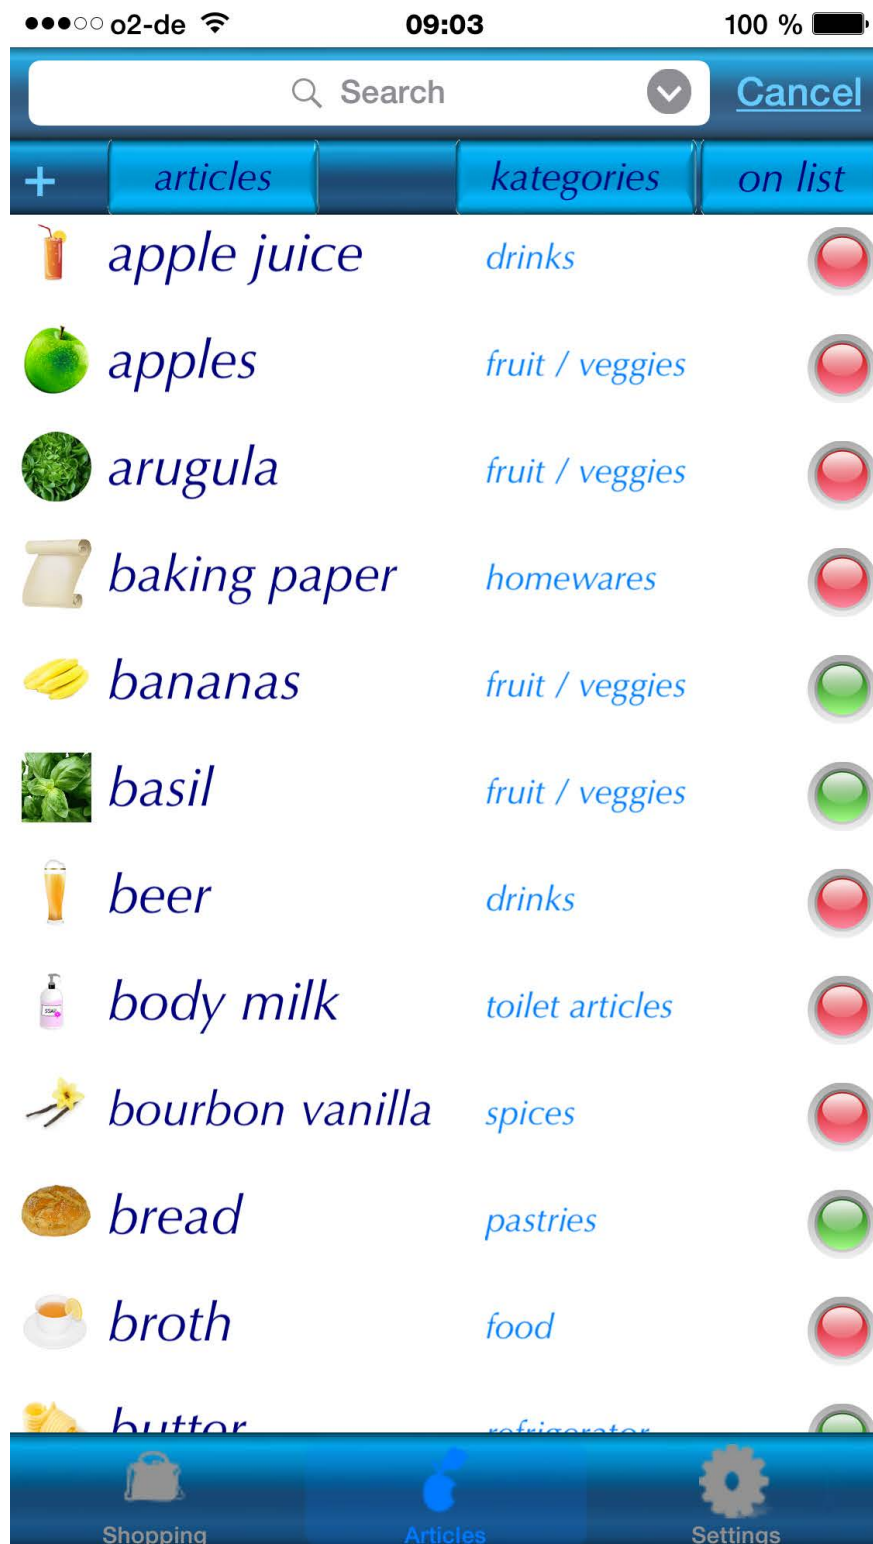 o2-de 09:03 100 %
Search Cancel
+ articles kategories on list
apple juice drinks
apples fruit / veggies
arugula fruit / veggies
baking paper homewares
bananas fruit / veggies
basil fruit / veggies
beer drinks
body milk toilet articles
bourbon vanilla spices
bread pastries
broth food
butter refrigerator
Shopping Articles Settings